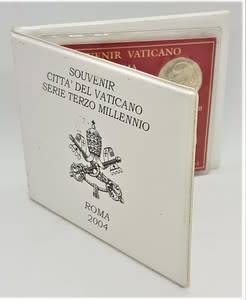 SOUVENIR
CITTA' DEL VATICANO
SERIE TERZO MILLENNIO
ROMA
2004
SOUVENIR VATICANO